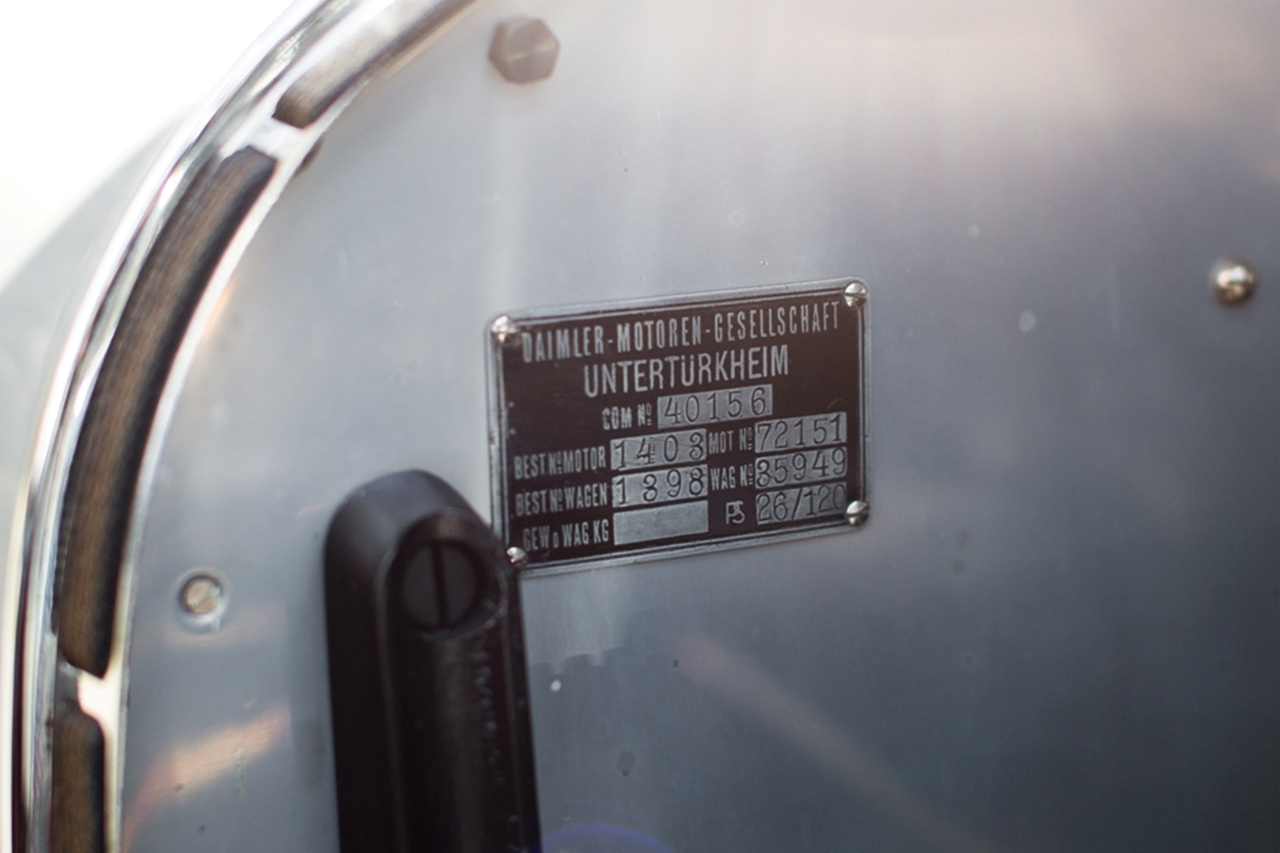 DAIMLER-MOTOREN-GESELLSCHAFT
UNTERTÜRKHEIM
COM Nº 40156
BEST.Nº MOTOR 1403 MOT Nº 72151
BEST.Nº WAGEN 1398 WAG Nº 35949
GEW D WAG KG PS 26/120